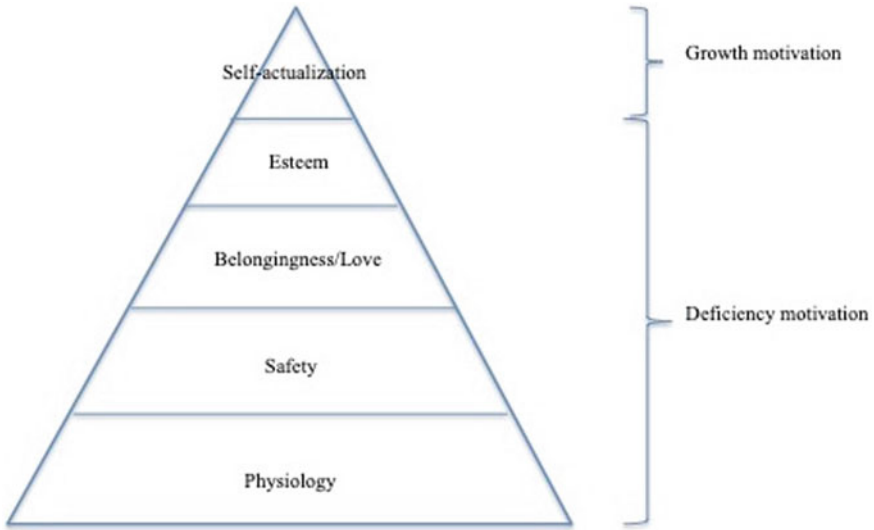 Self-actualization
Growth motivation
Esteem
Belongingness/Love
Deficiency motivation
Safety
Physiology